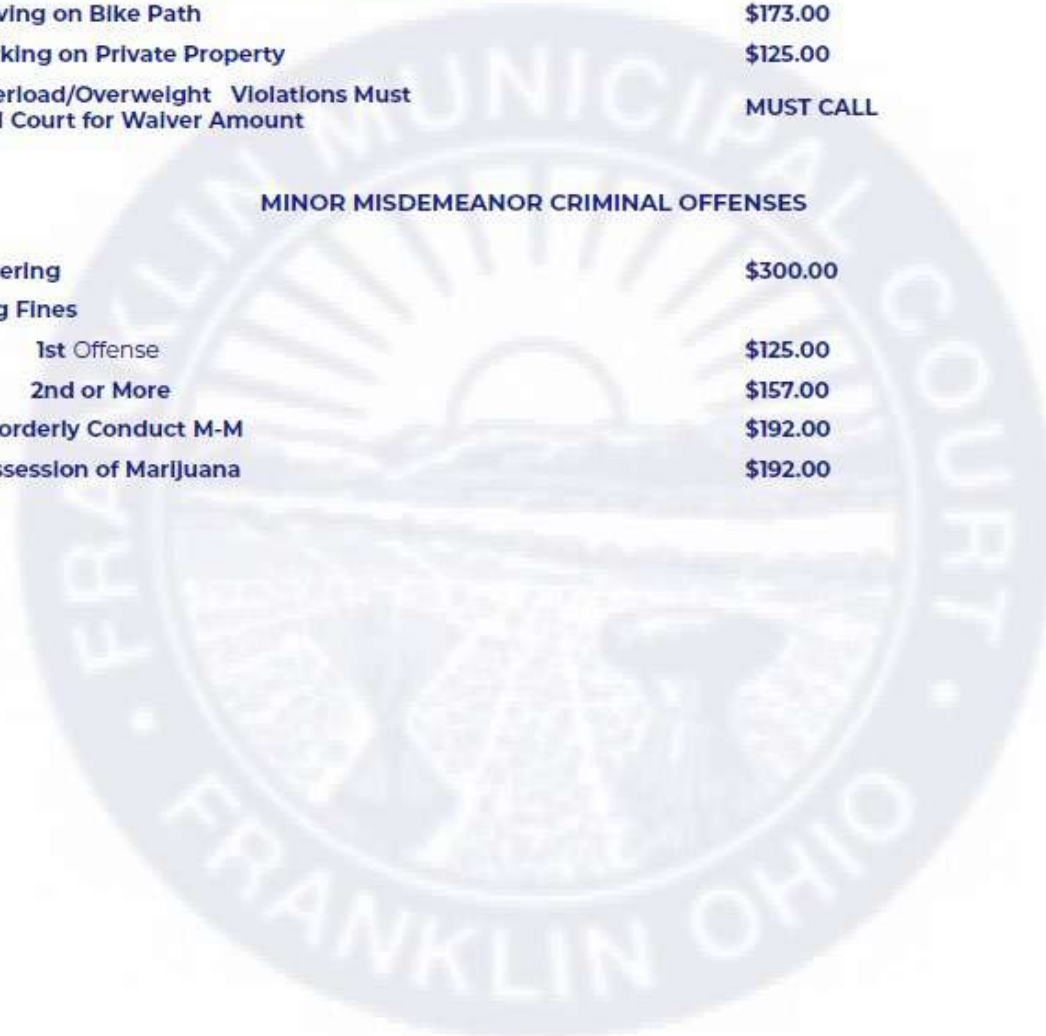 ving on Bike Path $173.00
king on Private Property $125.00
erload/Overweight Violations Must
l Court for Waiver Amount MUST CALL
MINOR MISDEMEANOR CRIMINAL OFFENSES
ering $300.00
g Fines
1st Offense $125.00
2nd or More $157.00
orderly Conduct M-M $192.00
ssession of Marijuana $192.00
FRANKLIN MUNICIPAL COURT
FRANKLIN OHIO